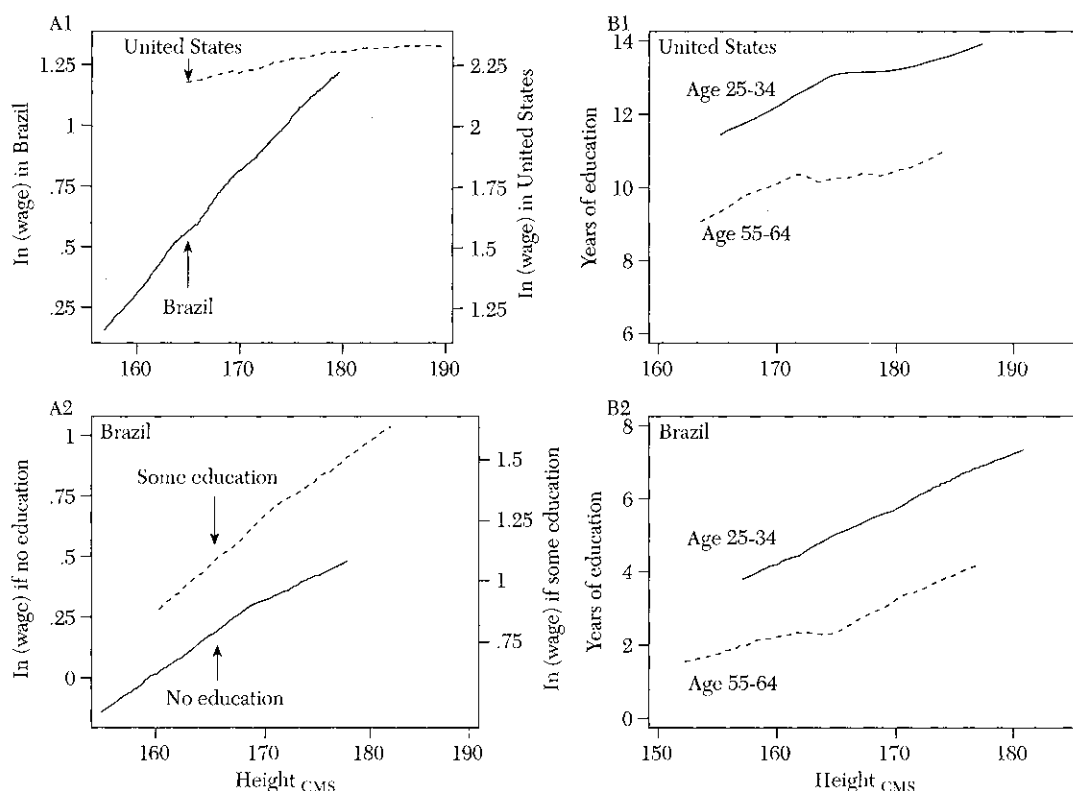 A1
United States
Brazil
1.25
1
.75
.5
.25
ln (wage) in Brazil
2.25
2
1.75
1.5
1.25
ln (wage) in United States
160
170
180
190
B1
United States
Age 25-34
Age 55-64
14
12
10
8
6
Years of education
160
170
180
190
A2
Brazil
Some education
No education
1
.75
.5
.25
0
ln (wage) if no education
1.5
1.25
1
.75
ln (wage) if some education
160
170
180
190
Height CMS
B2
Brazil
Age 25-34
Age 55-64
8
6
4
2
0
Years of education
150
160
170
180
Height CMS